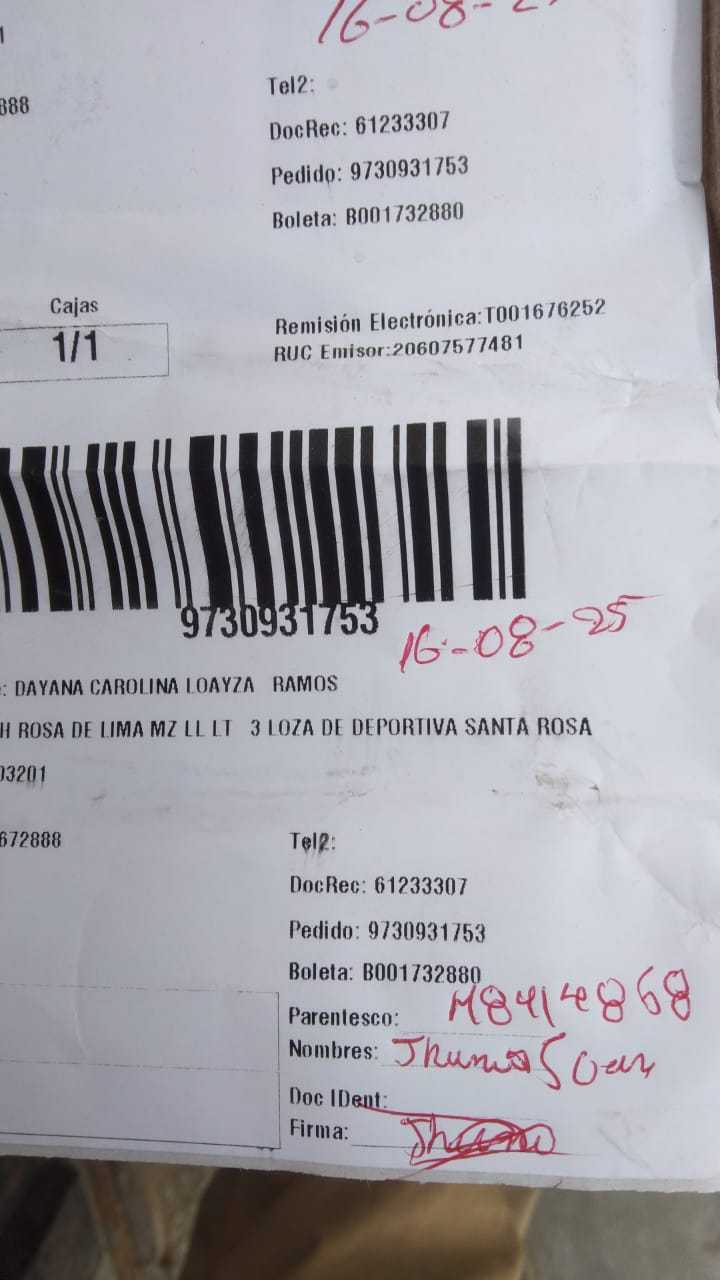 16-08-2
888
Tel2:
DocRec: 61233307
Pedido: 9730931753
Boleta: B001732880
Cajas
1/1
Remisión Electrónica:T001676252
RUC Emisor:20607577481
9730931753
16-08-25
: DAYANA CAROLINA LOAYZA RAMOS
H ROSA DE LIMA MZ LL LT 3 LOZA DE DEPORTIVA SANTA ROSA
03201
672888
Tel2:
DocRec: 61233307
Pedido: 9730931753
Boleta: B001732880
Parentesco:
Nombres:
Doc IDent:
Firma: